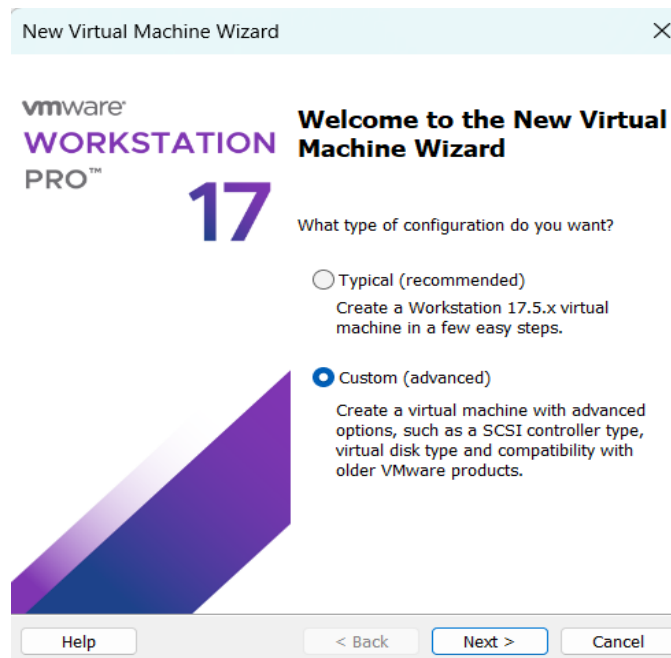 New Virtual Machine Wizard
vmware®
WORKSTATION
PRO™
17
Welcome to the New Virtual
Machine Wizard
What type of configuration do you want?
Typical (recommended)
Create a Workstation 17.5.x virtual
machine in a few easy steps.
Custom (advanced)
Create a virtual machine with advanced
options, such as a SCSI controller type,
virtual disk type and compatibility with
older VMware products.
Help
< Back
Next >
Cancel